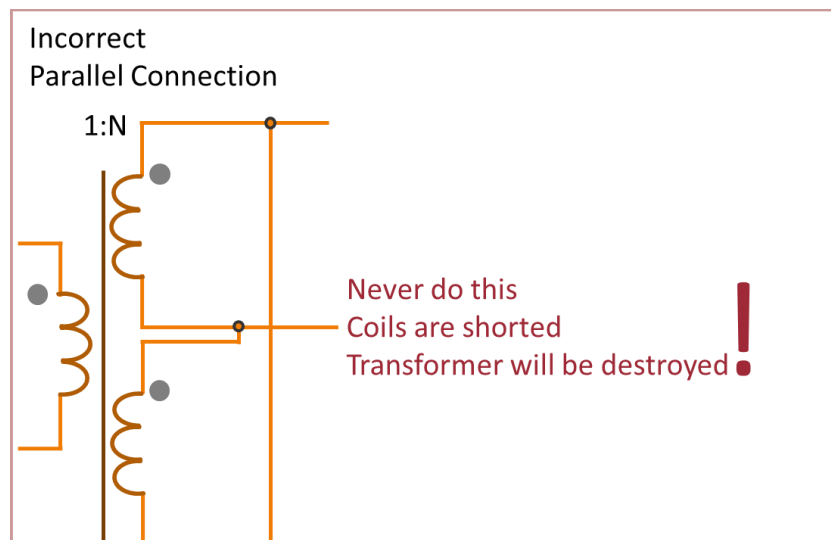 Incorrect
Parallel Connection
1:N
Never do this
Coils are shorted
Transformer will be destroyed
!